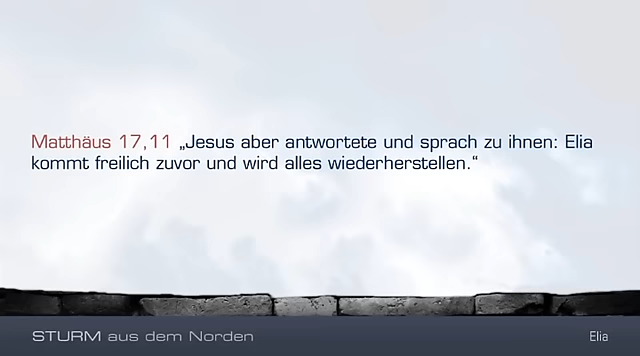 Matthäus 17,11 „Jesus aber antwortete und sprach zu ihnen: Elia
kommt freilich zuvor und wird alles wiederherstellen.“
STURM aus dem Norden
Elia